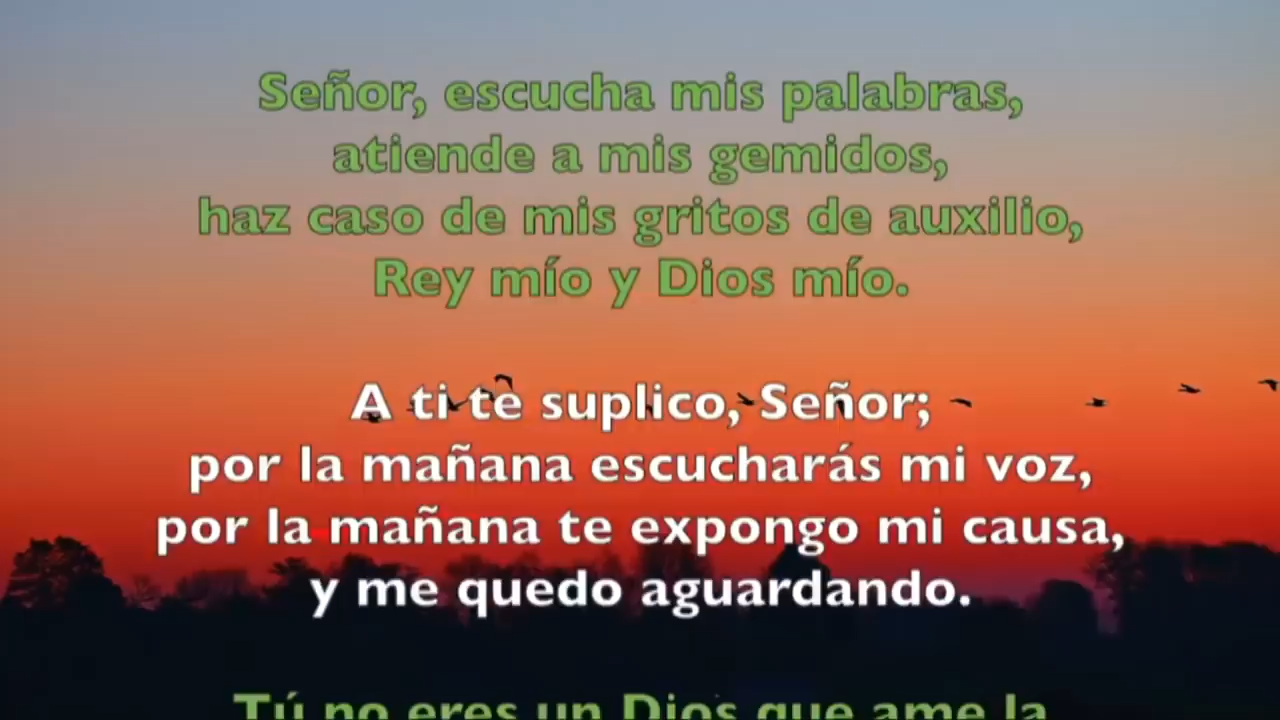 Señor, escucha mis palabras,
atiende a mis gemidos,
haz caso de mis gritos de auxilio,
Rey mío y Dios mío.
A ti te suplico, Señor;
por la mañana escucharás mi voz,
por la mañana te expongo mi causa,
y me quedo aguardando.
Tú no eres un Dios que ame la